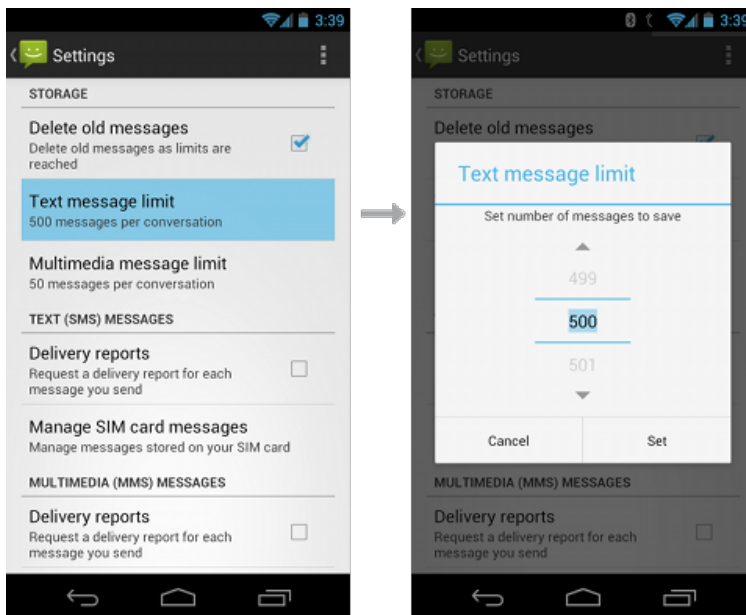 3:39
Settings
STORAGE
Delete old messages
Delete old messages as limits are
reached
Text message limit
500 messages per conversation
Multimedia message limit
50 messages per conversation
TEXT (SMS) MESSAGES
Delivery reports
Request a delivery report for each
message you send
Manage SIM card messages
Manage messages stored on your SIM card
MULTIMEDIA (MMS) MESSAGES
Delivery reports
Request a delivery report for each
message you send
3:39
Settings
STORAGE
Delete old messages
Text message limit
Set number of messages to save
499
500
501
Cancel
Set
MULTIMEDIA (MMS) MESSAGES
Delivery reports
Request a delivery report for each
message you send